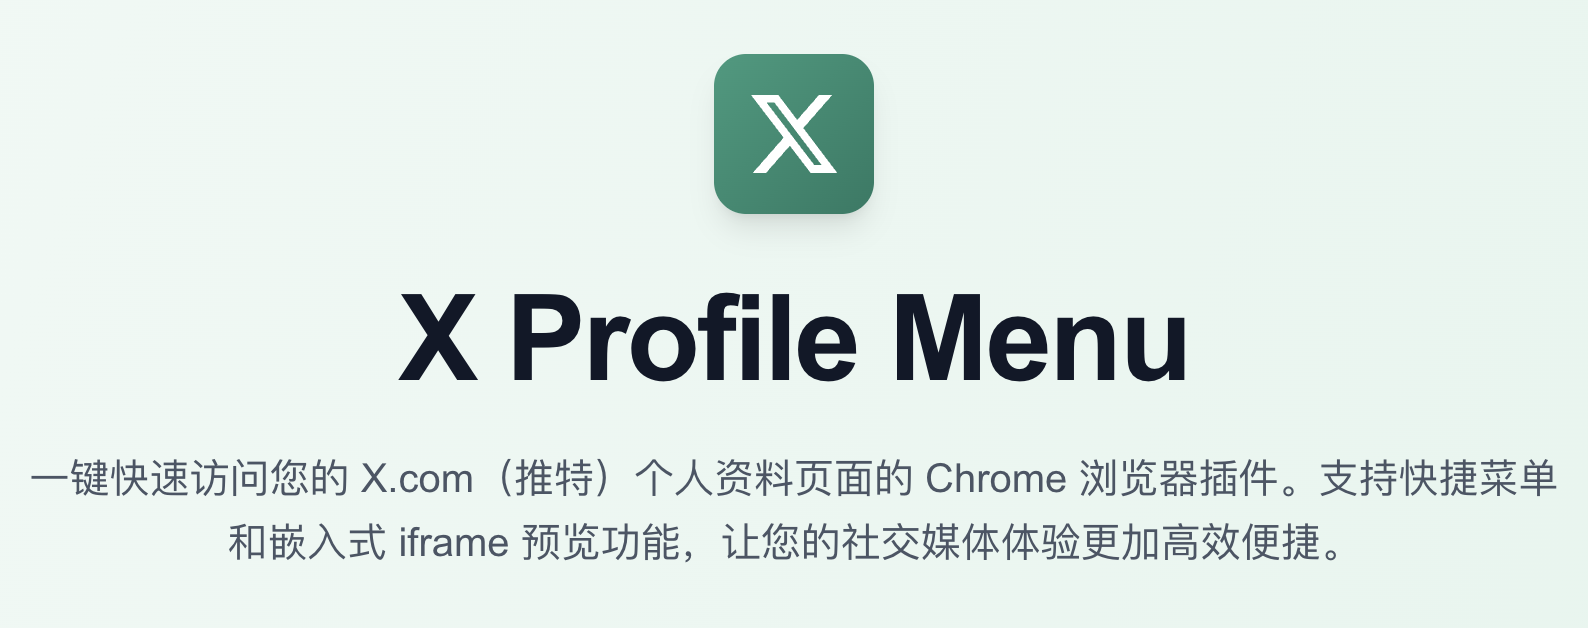 X Profile Menu
一键快速访问您的 X.com（推特）个人资料页面的 Chrome 浏览器插件。支持快捷菜单
和嵌入式 iframe 预览功能，让您的社交媒体体验更加高效便捷。